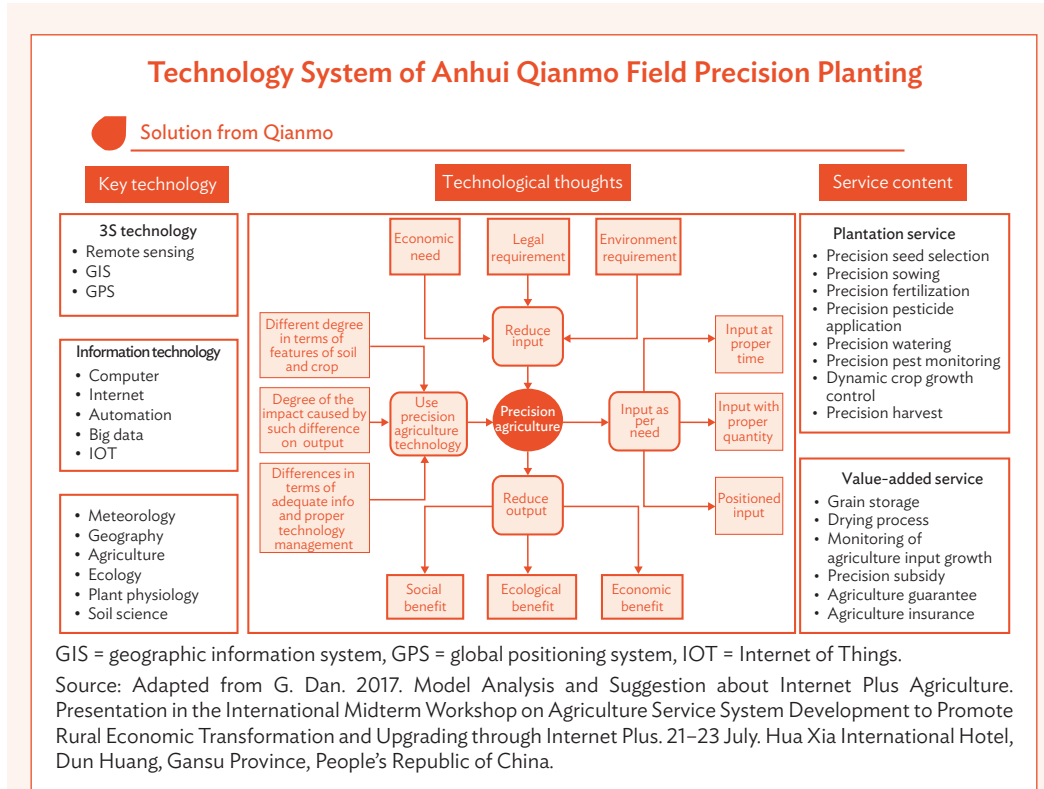 Technology System of Anhui Qianmo Field Precision Planting
Solution from Qianmo
Key technology
3S technology
• Remote sensing
• GIS
• GPS
Information technology
• Computer
• Internet
• Automation
• Big data
• IOT
• Meteorology
• Geography
• Agriculture
• Ecology
• Plant physiology
• Soil science
Technological thoughts
Economic
need
Legal
requirement
Environment
requirement
Reduce
input
Different degree
in terms of
features of soil
and crop
Degree of the
impact caused by
such difference
on output
Differences in
terms of
adequate info
and proper
technology
management
Use
precision
agriculture
technology
Precision
agriculture
Input as
per
need
Input at
proper
time
Input with
proper
quantity
Positioned
input
Reduce
output
Social
benefit
Ecological
benefit
Economic
benefit
Service content
Plantation service
• Precision seed selection
• Precision sowing
• Precision fertilization
• Precision pesticide
application
• Precision watering
• Precision pest monitoring
• Dynamic crop growth
control
• Precision harvest
Value-added service
• Grain storage
• Drying process
• Monitoring of
agriculture input growth
• Precision subsidy
• Agriculture guarantee
• Agriculture insurance
GIS = geographic information system, GPS = global positioning system, IOT = Internet of Things.
Source: Adapted from G. Dan. 2017. Model Analysis and Suggestion about Internet Plus Agriculture.
Presentation in the International Midterm Workshop on Agriculture Service System Development to Promote
Rural Economic Transformation and Upgrading through Internet Plus. 21–23 July. Hua Xia International Hotel,
Dun Huang, Gansu Province, People's Republic of China.